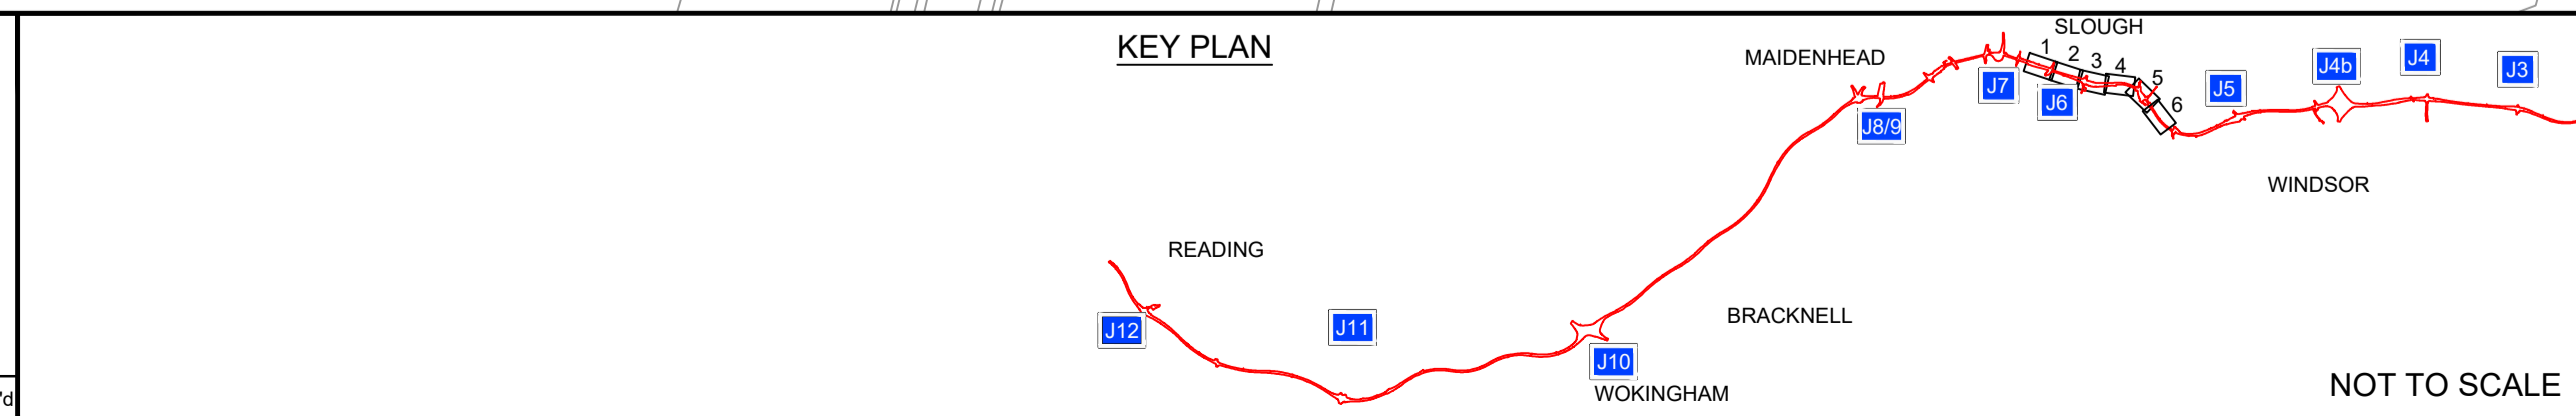 KEY PLAN
SLOUGH
MAIDENHEAD
1
2
3
4
5
6
J7
J6
J5
J4b
J4
J3
J8/9
WINDSOR
READING
J12
J11
BRACKNELL
J10
WOKINGHAM
NOT TO SCALE
'd